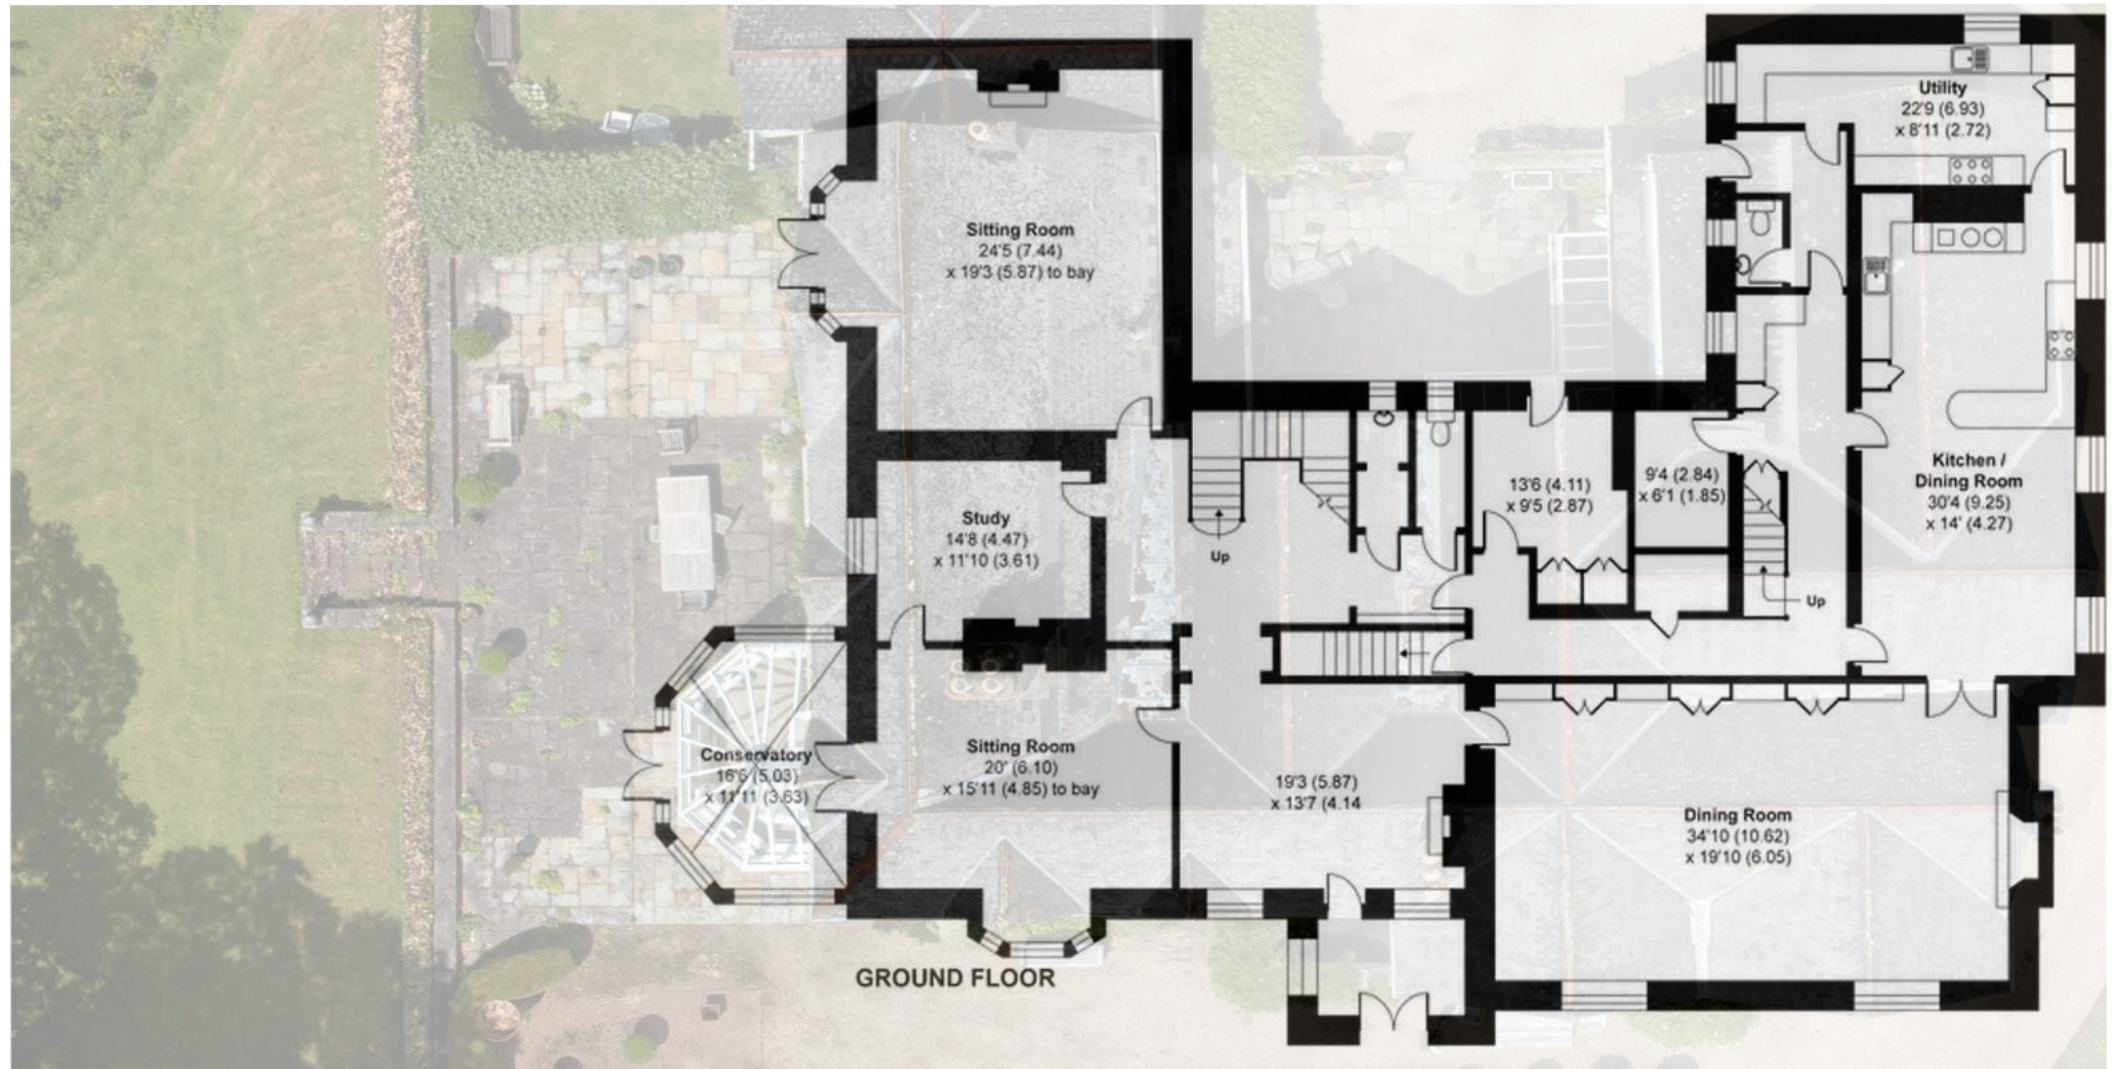 Utility
22'9 (6.93)
x 8'11 (2.72)
Sitting Room
24'5 (7.44)
x 19'3 (5.87) to bay
Kitchen /
Dining Room
30'4 (9.25)
x 14' (4.27)
9'4 (2.84)
x 6'1 (1.85)
13'6 (4.11)
x 9'5 (2.87)
Study
14'8 (4.47)
x 11'10 (3.61)
Up
Up
Conservatory
16'6 (5.03)
x 11'11 (3.63)
Sitting Room
20' (6.10)
x 15'11 (4.85) to bay
19'3 (5.87)
x 13'7 (4.14
Dining Room
34'10 (10.62)
x 19'10 (6.05)
GROUND FLOOR